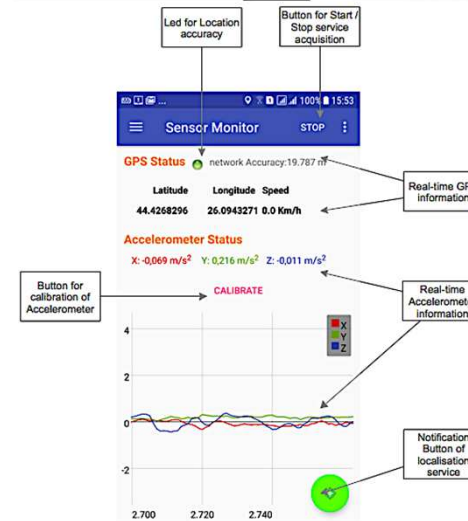 Led for Location
accuracy
Button for Start /
Stop service
acquisition
100% 15:53
Sensor Monitor STOP
GPS Status network Accuracy:19.787 m
Latitude Longitude Speed
44.4268296 26.0943271 0.0 Km/h
Real-time GP
information
Accelerometer Status
X: -0,069 m/s² Y: 0,216 m/s² Z: -0,011 m/s²
Button for
calibration of
Accelerometer
CALIBRATE
Real-time
Acceleromete
information
X
Y
Z
4
2
0
-2
2.700 2.720 2.740
Notification
Button of
localisation
service